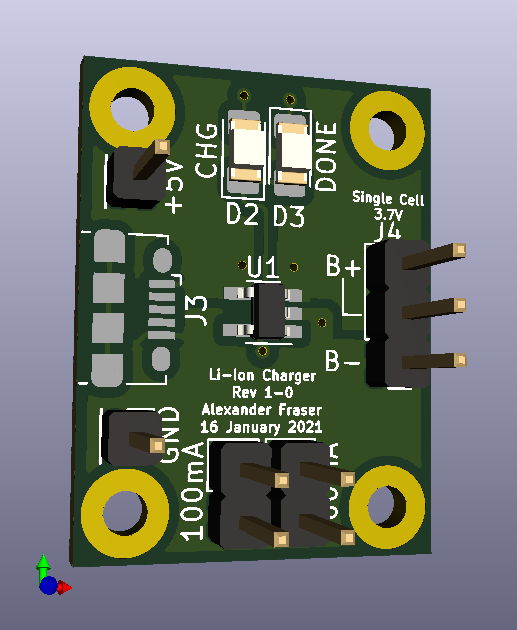 CHG
DONE
+5V
D2
D3
Single Cell
3.7V
J4
U1
B+
J3
B-
Li-Ion Charger
Rev 1-0
Alexander Fraser
16 January 2021
GND
100mA